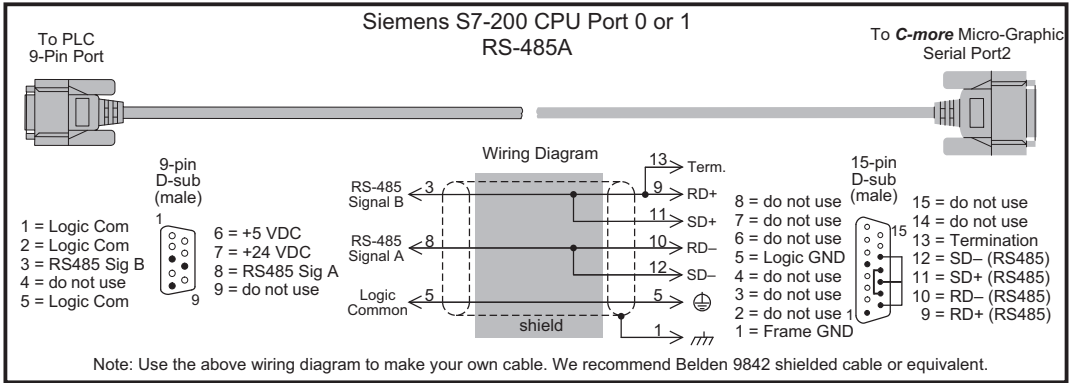 Siemens S7-200 CPU Port 0 or 1
RS-485A
To PLC
9-Pin Port
To C-more Micro-Graphic
Serial Port2
9-pin
D-sub
(male)
1 = Logic Com
2 = Logic Com
3 = RS485 Sig B
4 = do not use
5 = Logic Com
1
9
6 = +5 VDC
7 = +24 VDC
8 = RS485 Sig A
9 = do not use
Wiring Diagram
13 Term.
RS-485
Signal B
3
9 RD+
11 SD+
RS-485
Signal A
8
10 RD–
12 SD–
Logic
Common
5
5
shield
1
8 = do not use
7 = do not use
6 = do not use
5 = Logic GND
4 = do not use
3 = do not use
2 = do not use
1 = Frame GND
15-pin
D-sub
(male)
15
1
15 = do not use
14 = do not use
13 = Termination
12 = SD– (RS485)
11 = SD+ (RS485)
10 = RD– (RS485)
9 = RD+ (RS485)
Note: Use the above wiring diagram to make your own cable. We recommend Belden 9842 shielded cable or equivalent.